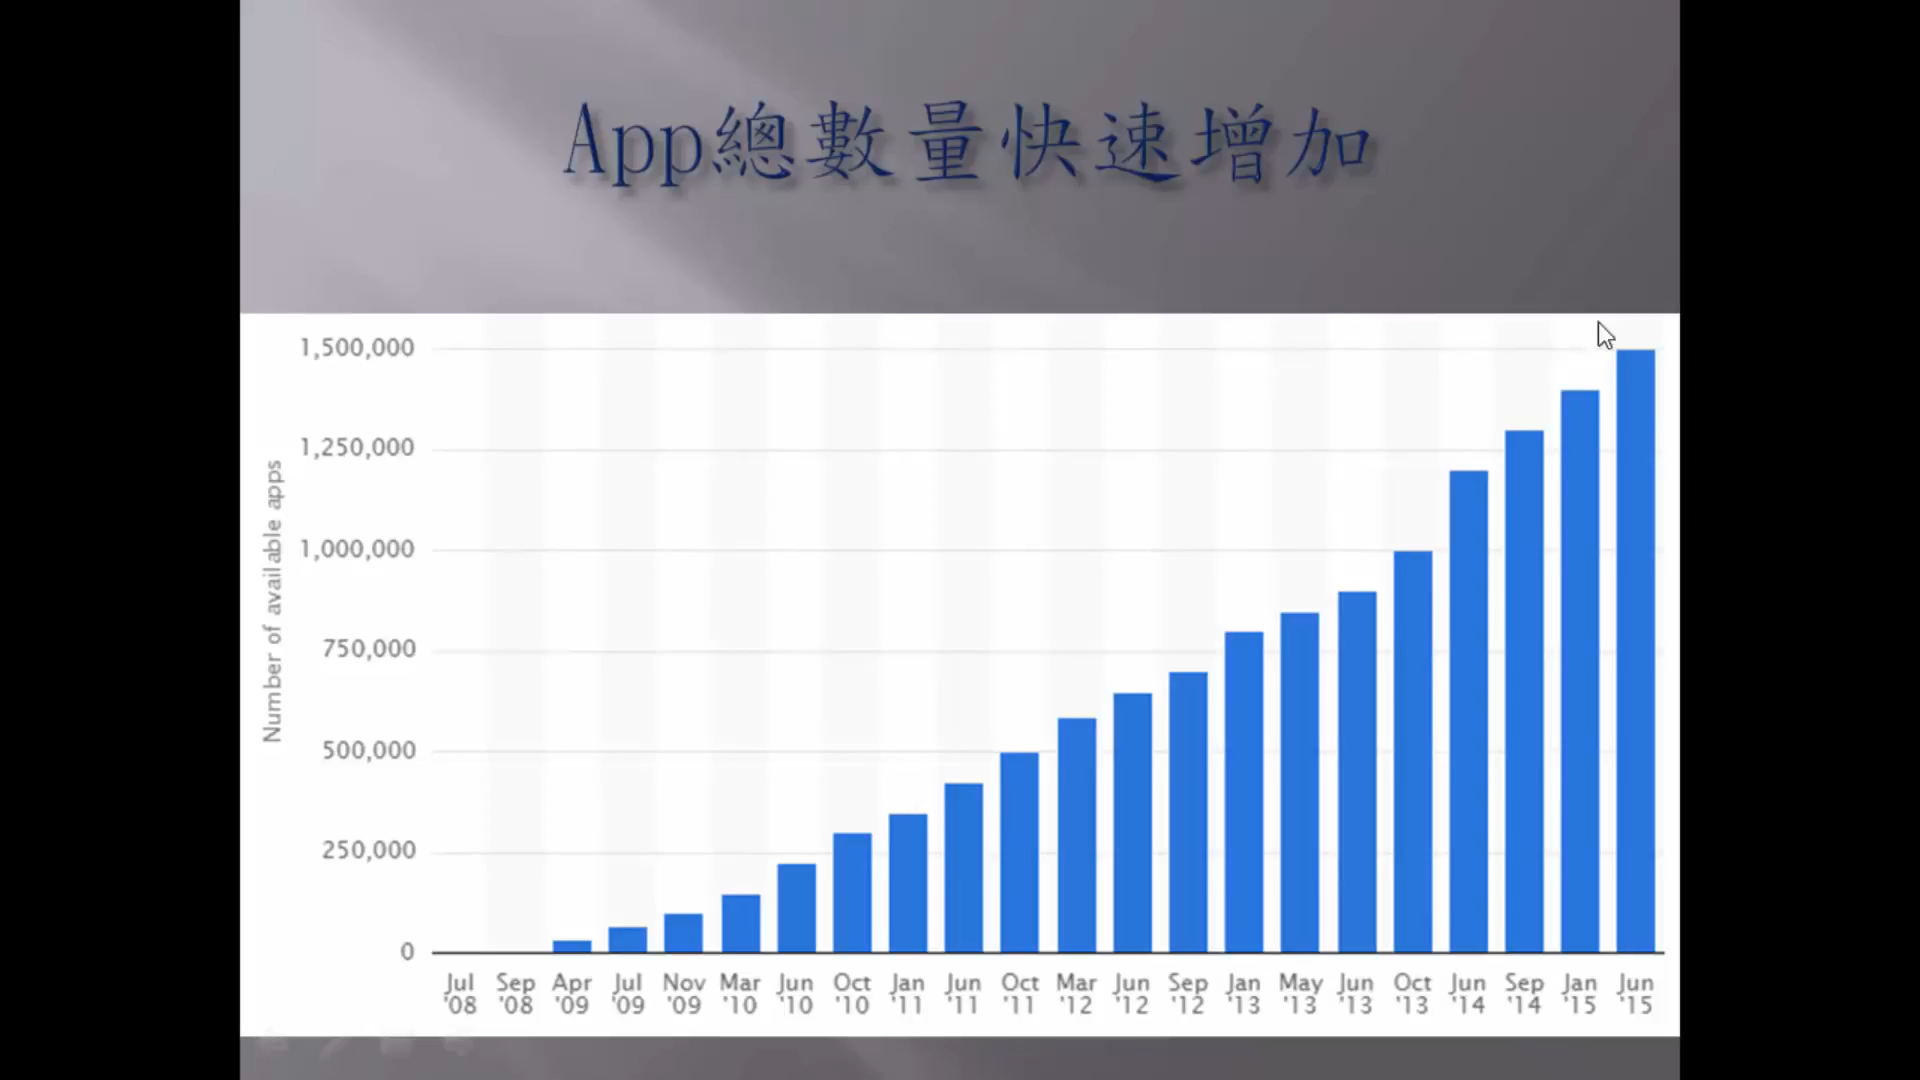 App總數量快速增加
Number of available apps
1,500,000
1,250,000
1,000,000
750,000
500,000
250,000
0
Jul '08
Sep '08
Apr '09
Jul '09
Nov '09
Mar '10
Jun '10
Oct '10
Jan '11
Jun '11
Oct '11
Mar '12
Jun '12
Sep '12
Jan '13
May '13
Jun '13
Oct '13
Jun '14
Sep '14
Jan '15
Jun '15